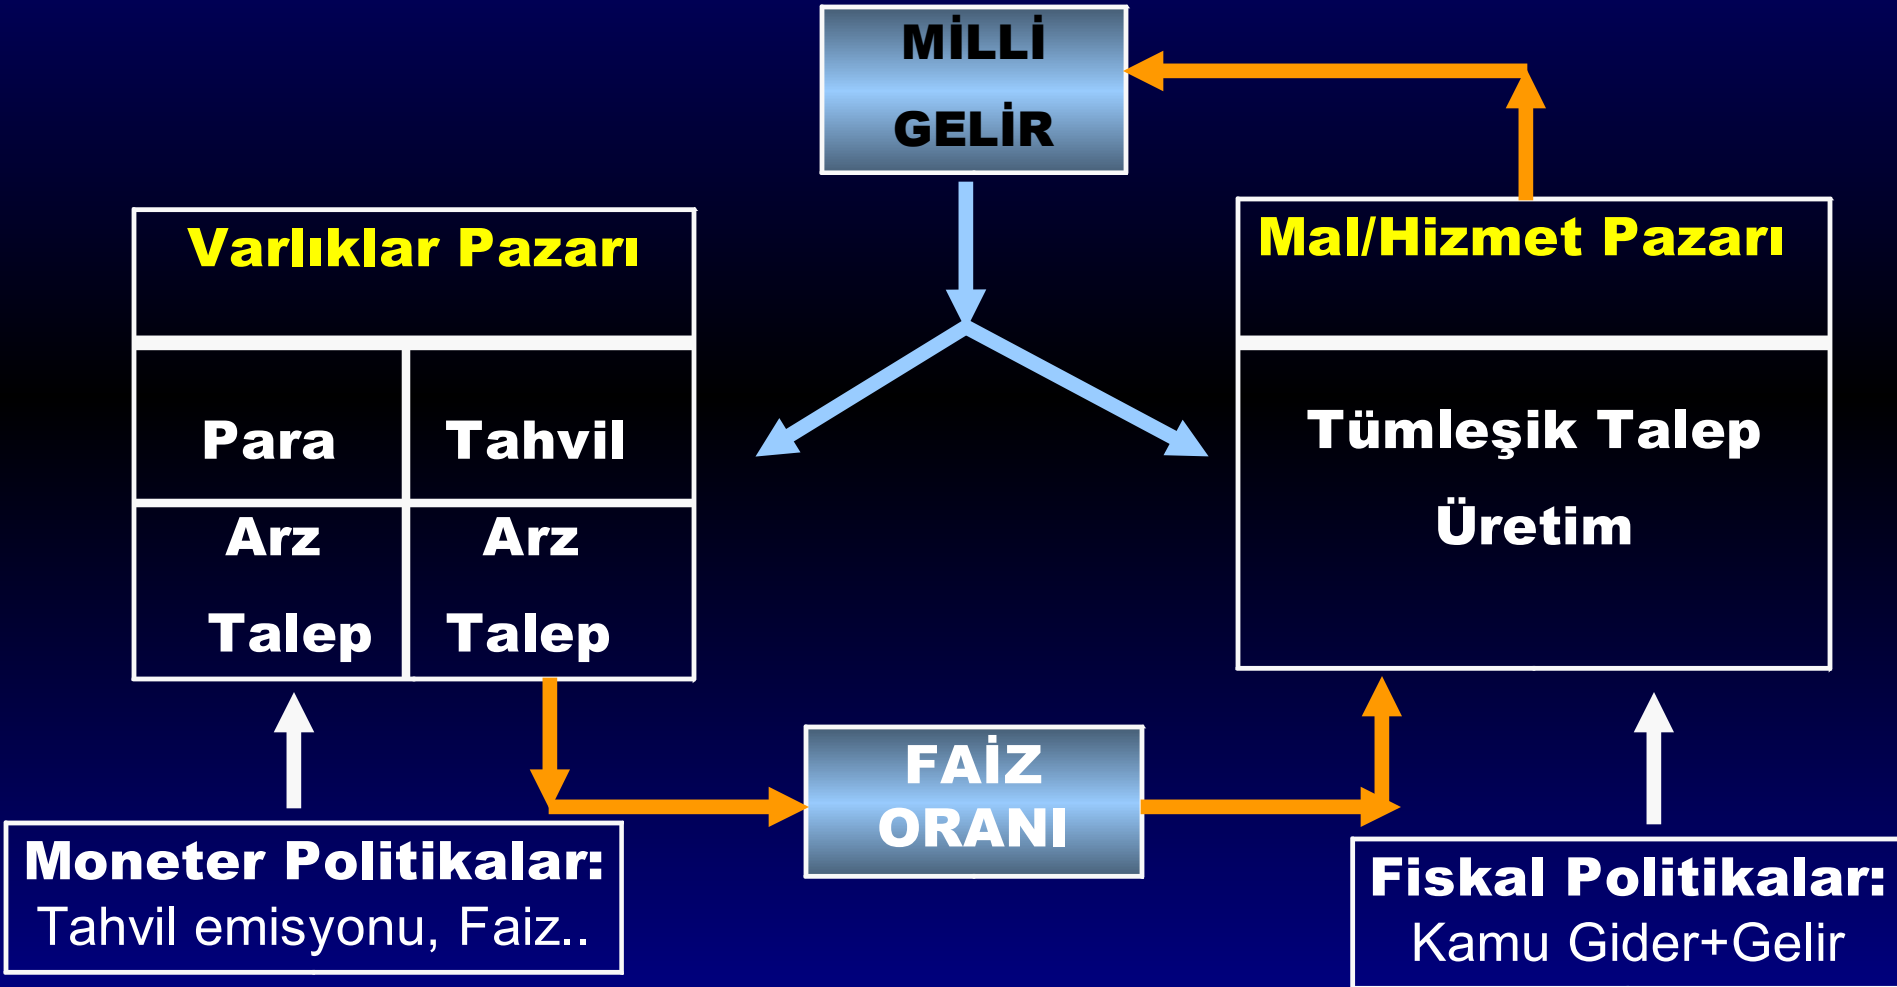 MİLLİ
GELİR
Varlıklar Pazarı
Para Tahvil
Arz Arz
Talep Talep
Mal/Hizmet Pazarı
Tümleşik Talep
Üretim
FAİZ
ORANI
Moneter Politikalar:
Tahvil emisyonu, Faiz..
Fiskal Politikalar:
Kamu Gider+Gelir